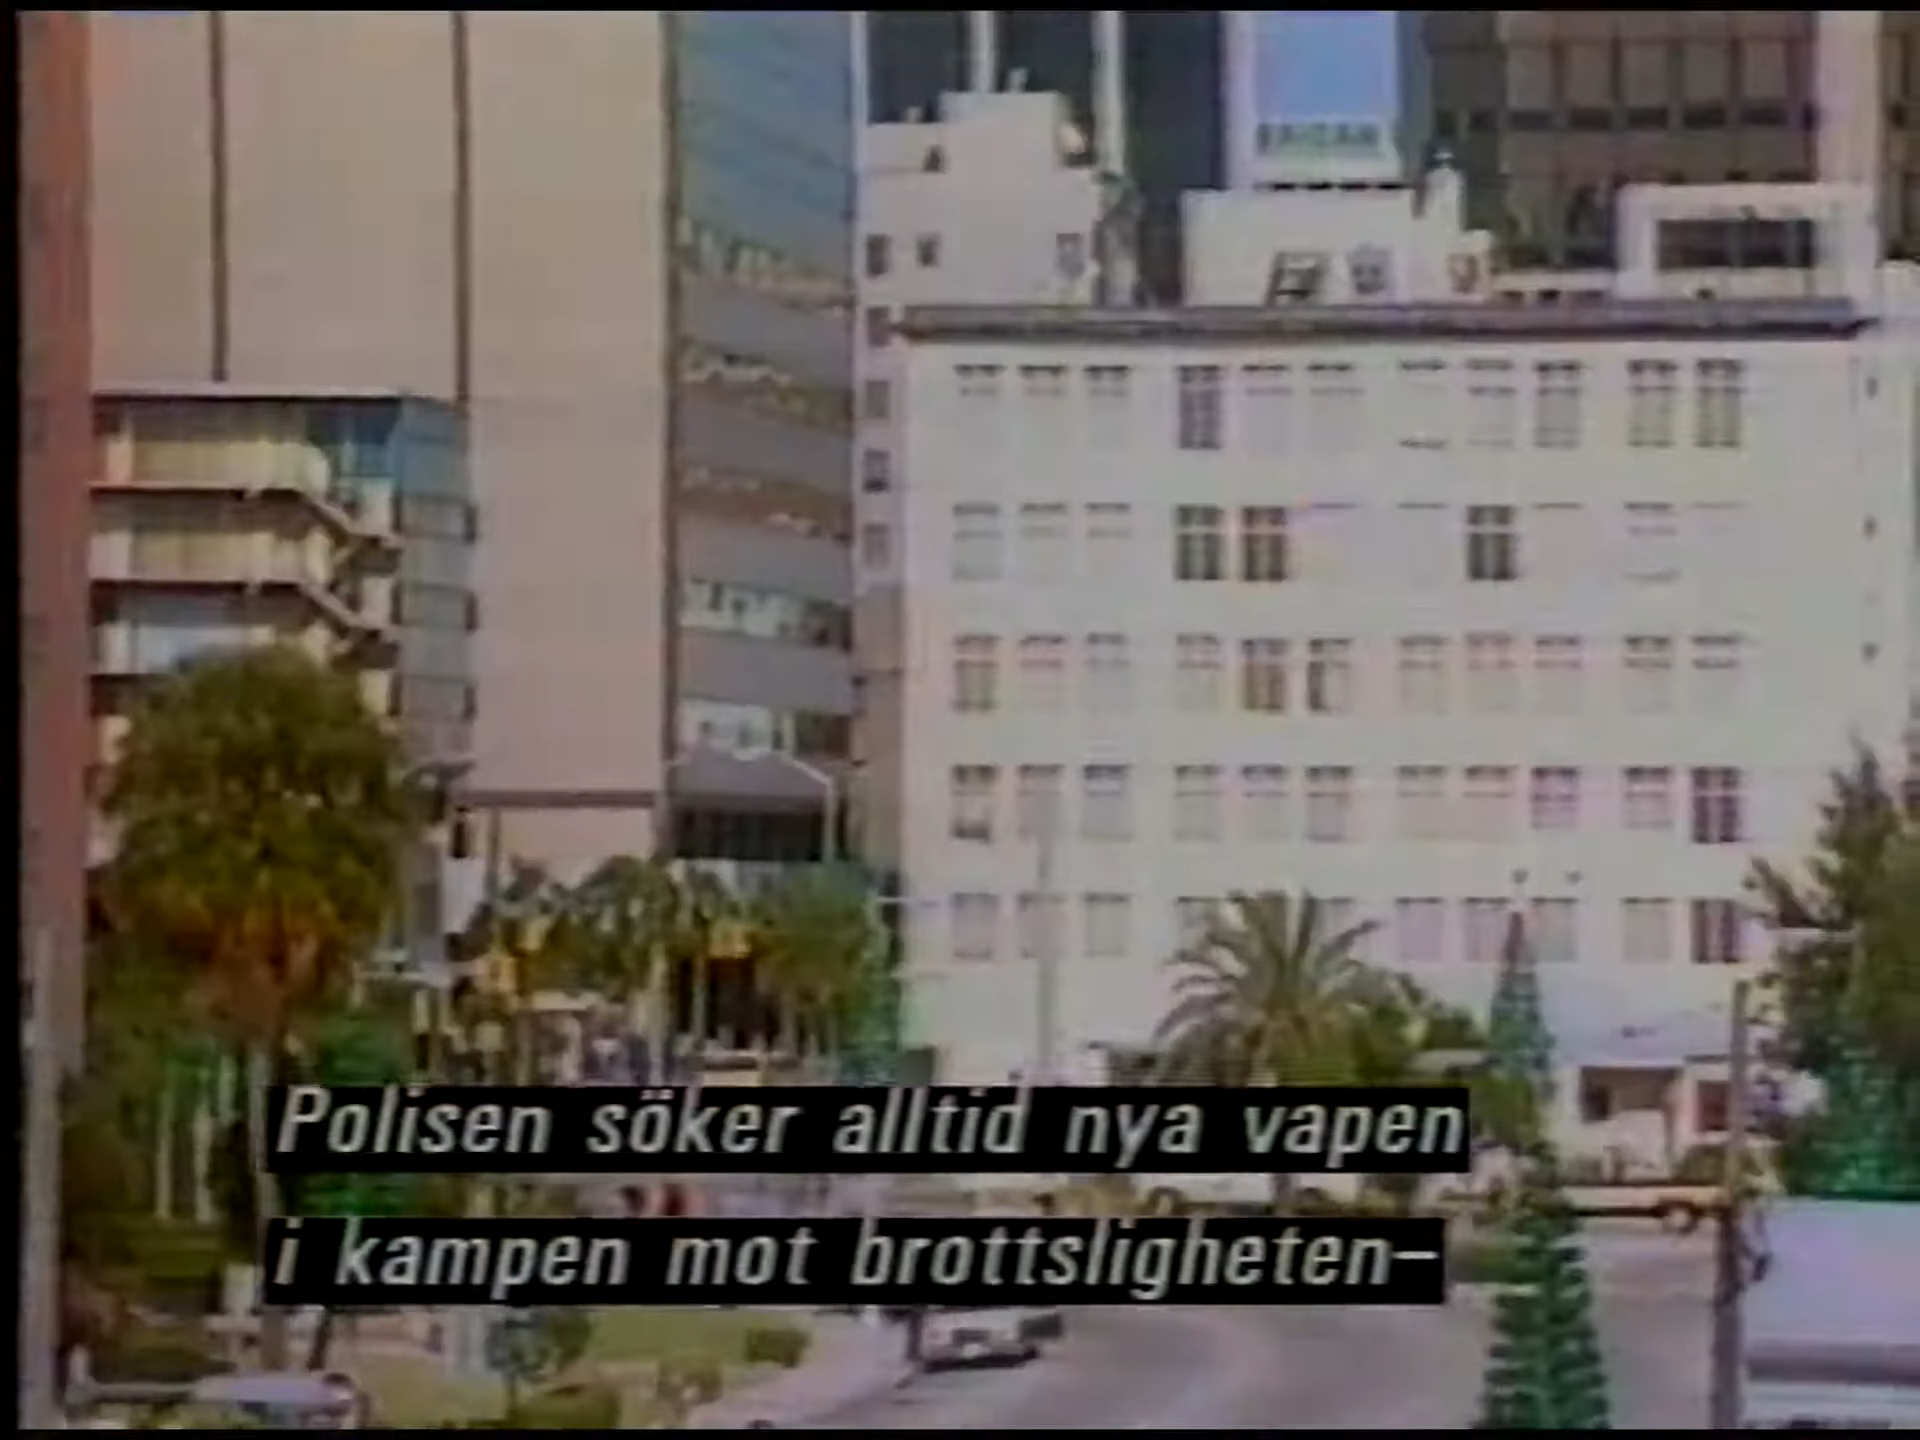 Polisen söker alltid nya vapen
i kampen mot brottsligheten–